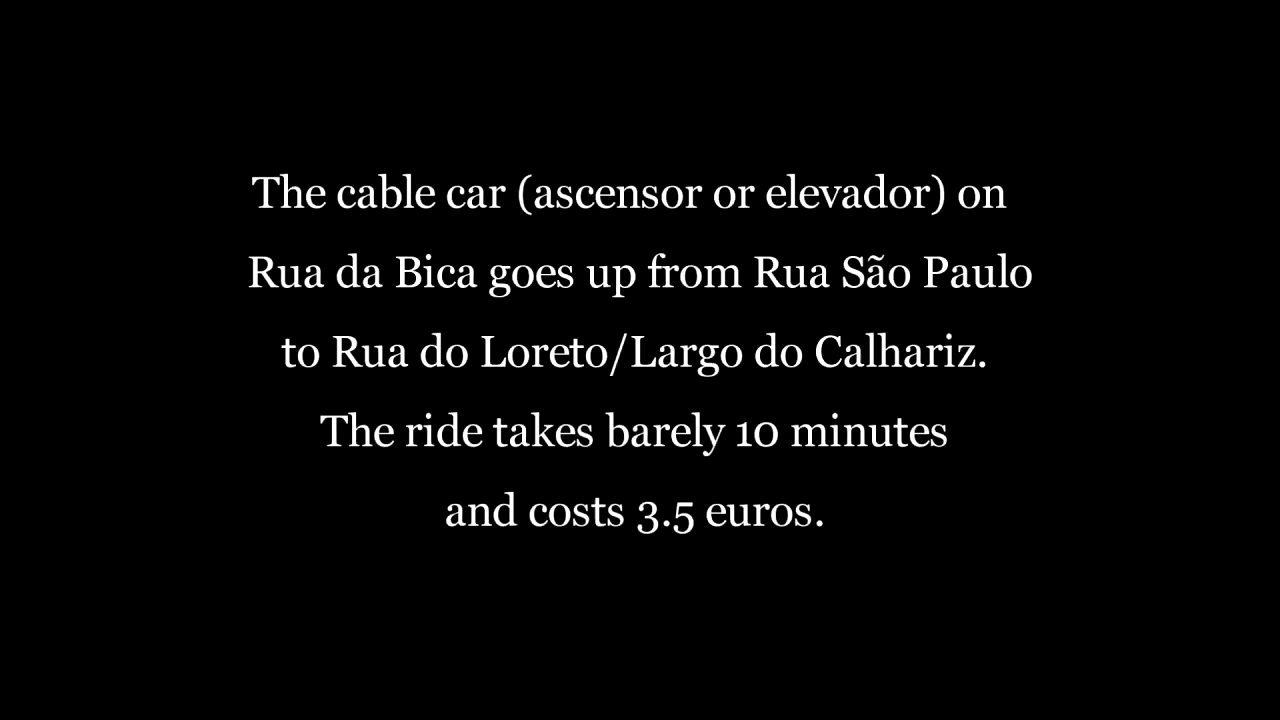 The cable car (ascensor or elevador) on
Rua da Bica goes up from Rua São Paulo
to Rua do Loreto/Largo do Calhariz.
The ride takes barely 10 minutes
and costs 3.5 euros.